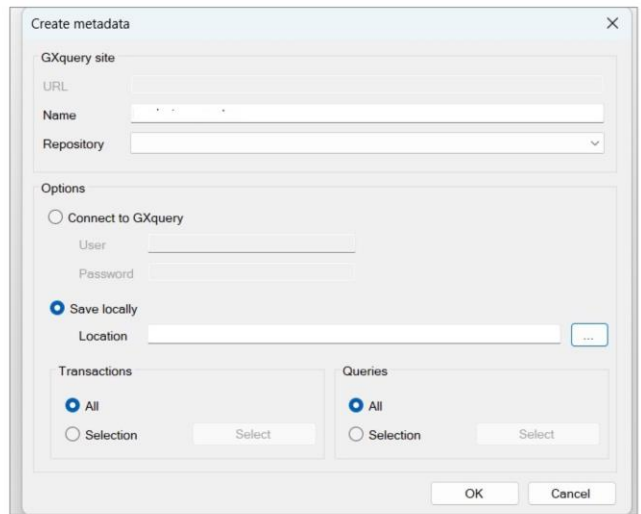 Create metadata
GXquery site
URL
Name
Repository
Options
Connect to GXquery
User
Password
Save locally
Location
...
Transactions
All
Selection
Select
Queries
All
Selection
Select
OK
Cancel